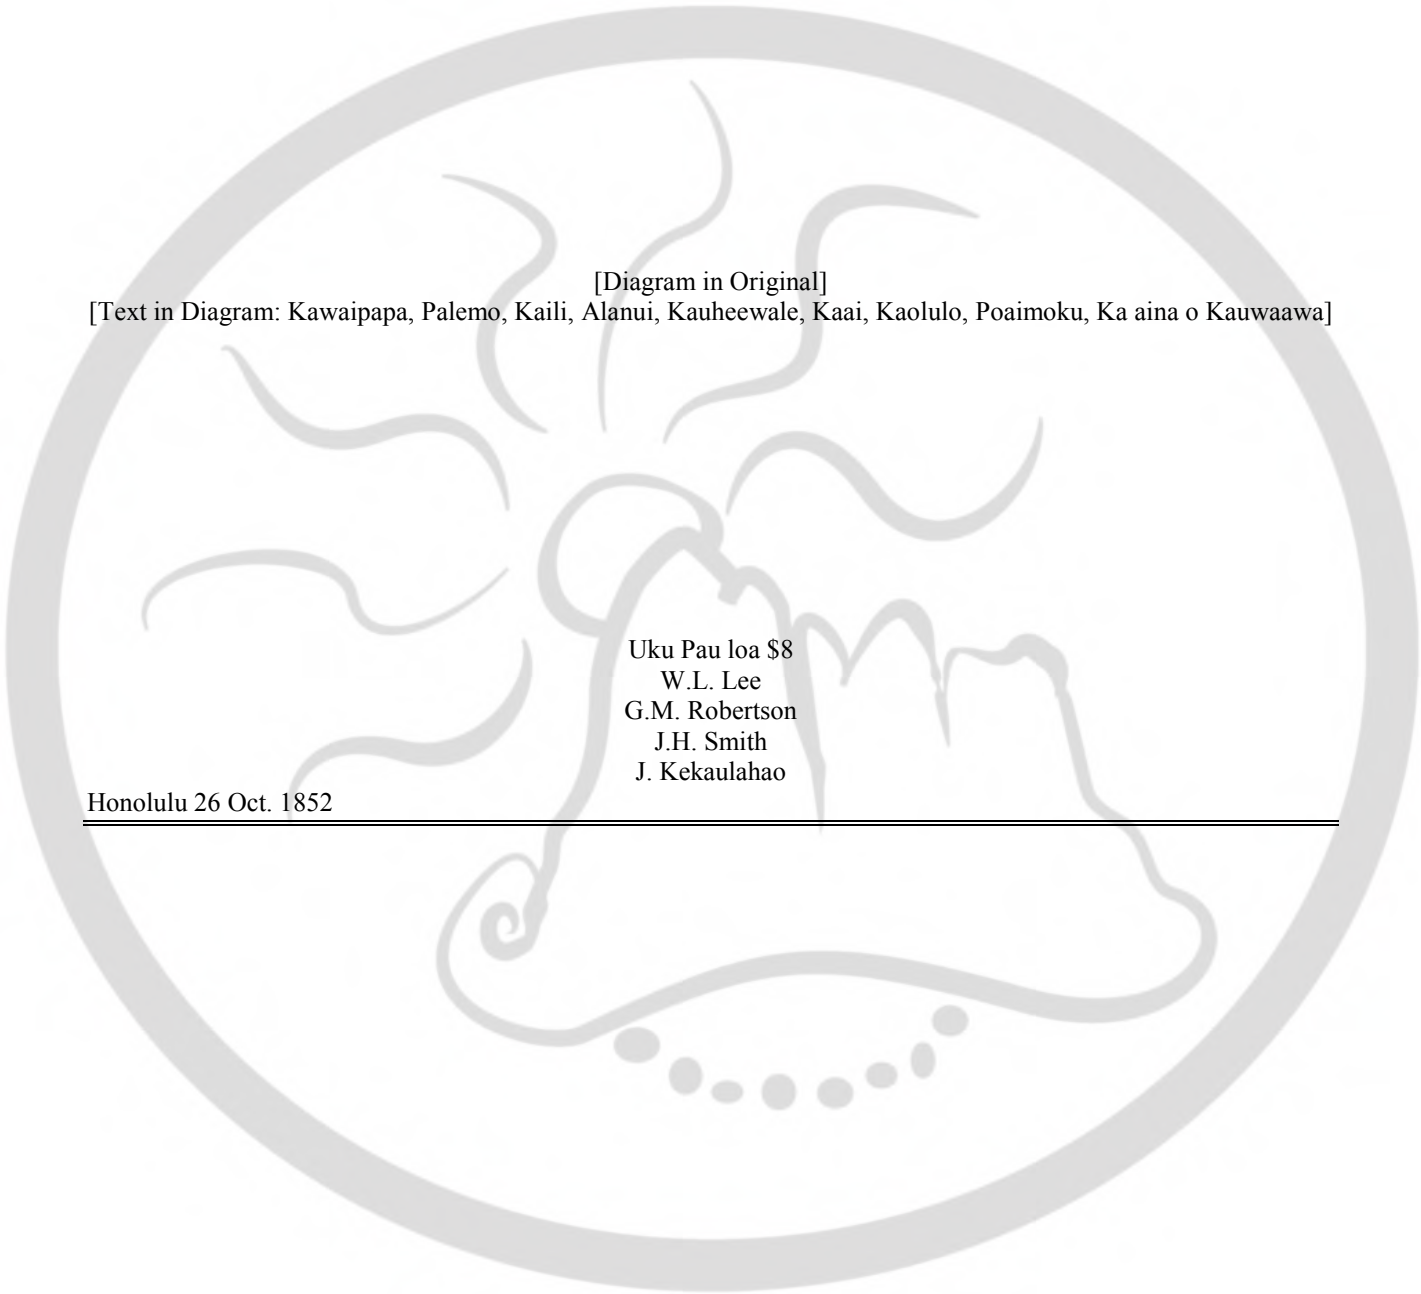 [Diagram in Original]
[Text in Diagram: Kawaipapa, Palemo, Kaili, Alanui, Kauheewale, Kaai, Kaolulo, Poaimoku, Ka aina o Kauwaawa]
Uku Pau loa $8
W.L. Lee
G.M. Robertson
J.H. Smith
J. Kekaulahao
Honolulu 26 Oct. 1852